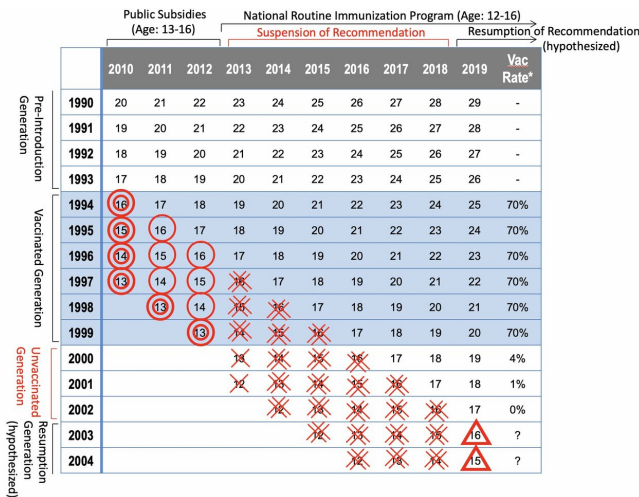 Public Subsidies
(Age: 13-16)
National Routine Immunization Program (Age: 12-16)
Suspension of Recommendation
Resumption of Recommendation
(hypothesized)
2010 2011 2012 2013 2014 2015 2016 2017 2018 2019 Vac
Rate*
Pre-Introduction
Generation
1990 20 21 22 23 24 25 26 27 28 29 -
1991 19 20 21 22 23 24 25 26 27 28 -
1992 18 19 20 21 22 23 24 25 26 27 -
1993 17 18 19 20 21 22 23 24 25 26 -
Vaccinated Generation
1994 16 17 18 19 20 21 22 23 24 25 70%
1995 15 16 17 18 19 20 21 22 23 24 70%
1996 14 15 16 17 18 19 20 21 22 23 70%
1997 13 14 15 16 17 18 19 20 21 22 70%
1998 13 14 15 16 17 18 19 20 21 70%
1999 13 14 15 16 17 18 19 20 70%
Unvaccinated
Generation
2000 13 14 15 16 17 18 19 4%
2001 12 13 14 15 16 17 18 1%
2002 12 13 14 15 16 17 0%
Resumption
Generation
(hypothesized)
2003 12 13 14 15 16 ?
2004 12 13 14 15 ?